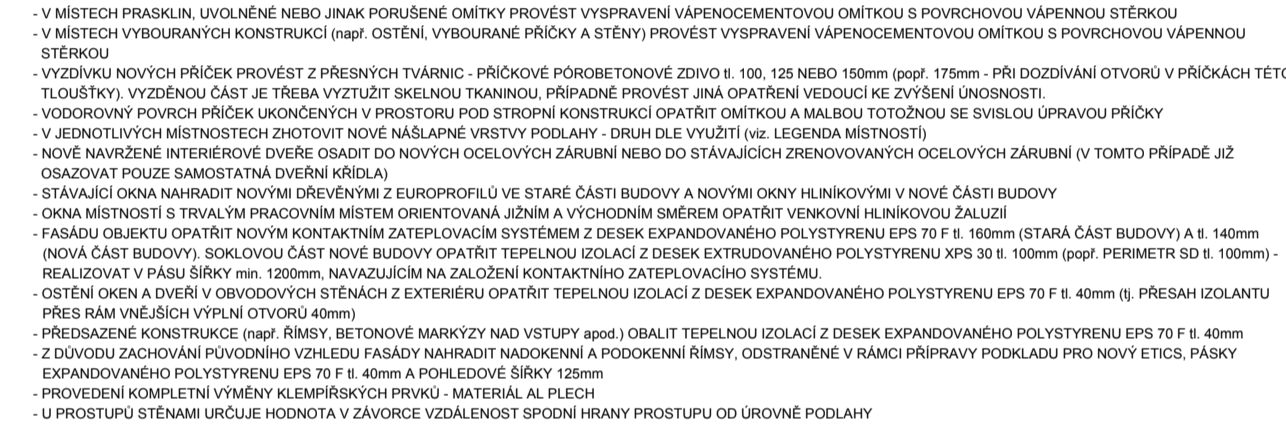 - V MÍSTECH PRASKLIN, UVOLNĚNÉ NEBO JINAK PORUŠENÉ OMÍTKY PROVÉST VYSPRAVENÍ VÁPENOCEMENTOVOU OMÍTKOU S POVRCHOVOU VÁPENNOU STĚRKOU
- V MÍSTECH VYBOURANÝCH KONSTRUKCÍ (např. OSTĚNÍ, VYBOURANÉ PŘÍČKY A STĚNY) PROVÉST VYSPRAVENÍ VÁPENOCEMENTOVOU OMÍTKOU S POVRCHOVOU VÁPENNOU
STĚRKOU
- VYZDÍVKU NOVÝCH PŘÍČEK PROVÉST Z PŘESNÝCH TVÁRNIC - PŘÍČKOVÉ PÓROBETONOVÉ ZDIVO tl. 100, 125 NEBO 150mm (popř. 175mm - PŘI DOZDÍVÁNÍ OTVORŮ V PŘÍČKÁCH TÉTO
TLOUŠŤKY). VYZDĚNOU ČÁST JE TŘEBA VYZTUŽIT SKELNOU TKANINOU, PŘÍPADNĚ PROVÉST JINÁ OPATŘENÍ VEDOUCÍ KE ZVÝŠENÍ ÚNOSNOSTI.
- VODOROVNÝ POVRCH PŘÍČEK UKONČENÝCH V PROSTORU POD STROPNÍ KONSTRUKCÍ OPATŘIT OMÍTKOU A MALBOU TOTOŽNOU SE SVISLOU ÚPRAVOU PŘÍČKY
- V JEDNOTLIVÝCH MÍSTNOSTECH ZHOTOVIT NOVÉ NÁŠLAPNÉ VRSTVY PODLAHY - DRUH DLE VYUŽITÍ (viz. LEGENDA MÍSTNOSTÍ)
- NOVĚ NAVRŽENÉ INTERIÉROVÉ DVEŘE OSADIT DO NOVÝCH OCELOVÝCH ZÁRUBNÍ NEBO DO STÁVAJÍCÍCH ZRENOVOVANÝCH OCELOVÝCH ZÁRUBNÍ (V TOMTO PŘÍPADĚ JIŽ
OSAZOVAT POUZE SAMOSTATNÁ DVEŘNÍ KŘÍDLA)
- STÁVAJÍCÍ OKNA NAHRADIT NOVÝMI DŘEVĚNÝMI Z EUROPROFILŮ VE STARÉ ČÁSTI BUDOVY A NOVÝMI OKNY HLINÍKOVÝMI V NOVÉ ČÁSTI BUDOVY
- OKNA MÍSTNOSTÍ S TRVALÝM PRACOVNÍM MÍSTEM ORIENTOVANÁ JIŽNÍM A VÝCHODNÍM SMĚREM OPATŘIT VENKOVNÍ HLINÍKOVOU ŽALUZIÍ
- FASÁDU OBJEKTU OPATŘIT NOVÝM KONTAKTNÍM ZATEPLOVACÍM SYSTÉMEM Z DESEK EXPANDOVANÉHO POLYSTYRENU EPS 70 F tl. 160mm (STARÁ ČÁST BUDOVY) A tl. 140mm
(NOVÁ ČÁST BUDOVY). SOKLOVOU ČÁST NOVÉ BUDOVY OPATŘIT TEPELNOU IZOLACÍ Z DESEK EXTRUDOVANÉHO POLYSTYRENU XPS 30 tl. 100mm (popř. PERIMETR SD tl. 100mm) -
REALIZOVAT V PÁSU ŠÍŘKY min. 1200mm, NAVAZUJÍCÍM NA ZALOŽENÍ KONTAKTNÍHO ZATEPLOVACÍHO SYSTÉMU.
- OSTĚNÍ OKEN A DVEŘÍ V OBVODOVÝCH STĚNÁCH Z EXTERIÉRU OPATŘIT TEPELNOU IZOLACÍ Z DESEK EXPANDOVANÉHO POLYSTYRENU EPS 70 F tl. 40mm (tj. PŘESAH IZOLANTU
PŘES RÁM VNĚJŠÍCH VÝPLNÍ OTVORŮ 40mm)
- PŘEDSAZENÉ KONSTRUKCE (např. ŘÍMSY, BETONOVÉ MARKÝZY NAD VSTUPY apod.) OBALIT TEPELNOU IZOLACÍ Z DESEK EXPANDOVANÉHO POLYSTYRENU EPS 70 F tl. 40mm
- Z DŮVODU ZACHOVÁNÍ PŮVODNÍHO VZHLEDU FASÁDY NAHRADIT NADOKENNÍ A PODOKENNÍ ŘÍMSY, ODSTRANĚNÉ V RÁMCI PŘÍPRAVY PODKLADU PRO NOVÝ ETICS, PÁSKY
EXPANDOVANÉHO POLYSTYRENU EPS 70 F tl. 40mm A POHLEDOVÉ ŠÍŘKY 125mm
- PROVEDENÍ KOMPLETNÍ VÝMĚNY KLEMPÍŘSKÝCH PRVKŮ - MATERIÁL AL PLECH
- U PROSTUPŮ STĚNAMI URČUJE HODNOTA V ZÁVORCE VZDÁLENOST SPODNÍ HRANY PROSTUPU OD ÚROVNĚ PODLAHY